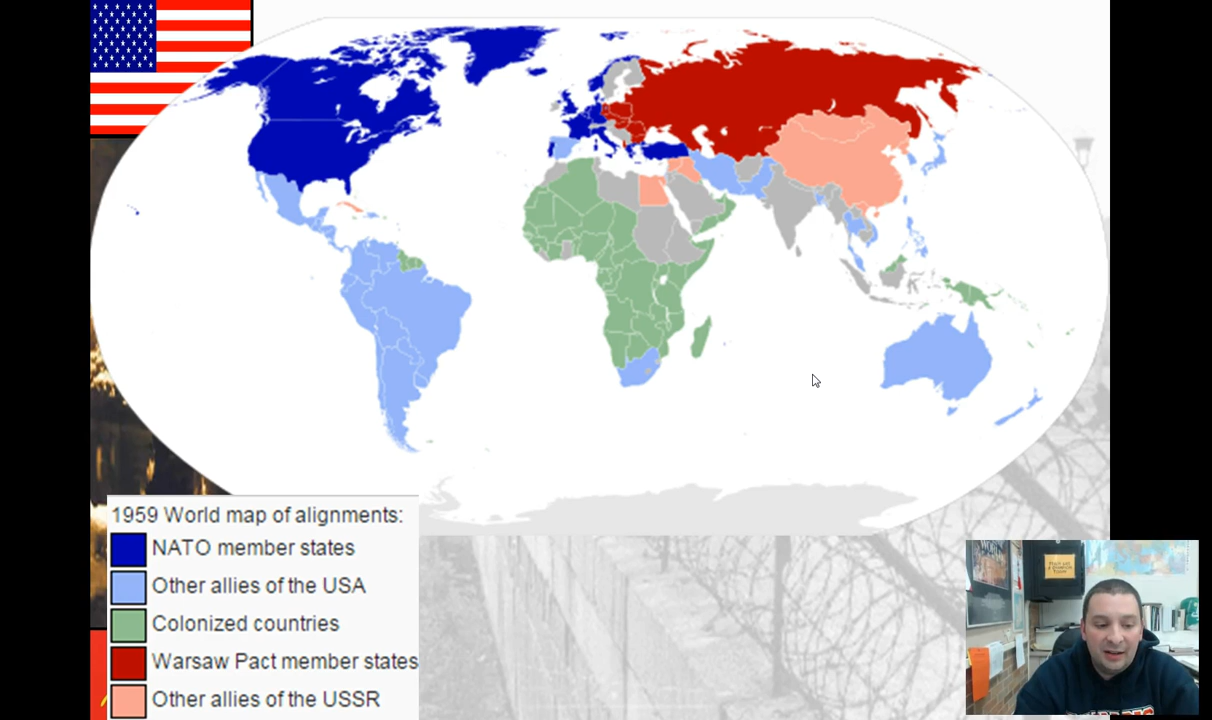 1959 World map of alignments:
NATO member states
Other allies of the USA
Colonized countries
Warsaw Pact member states
Other allies of the USSR